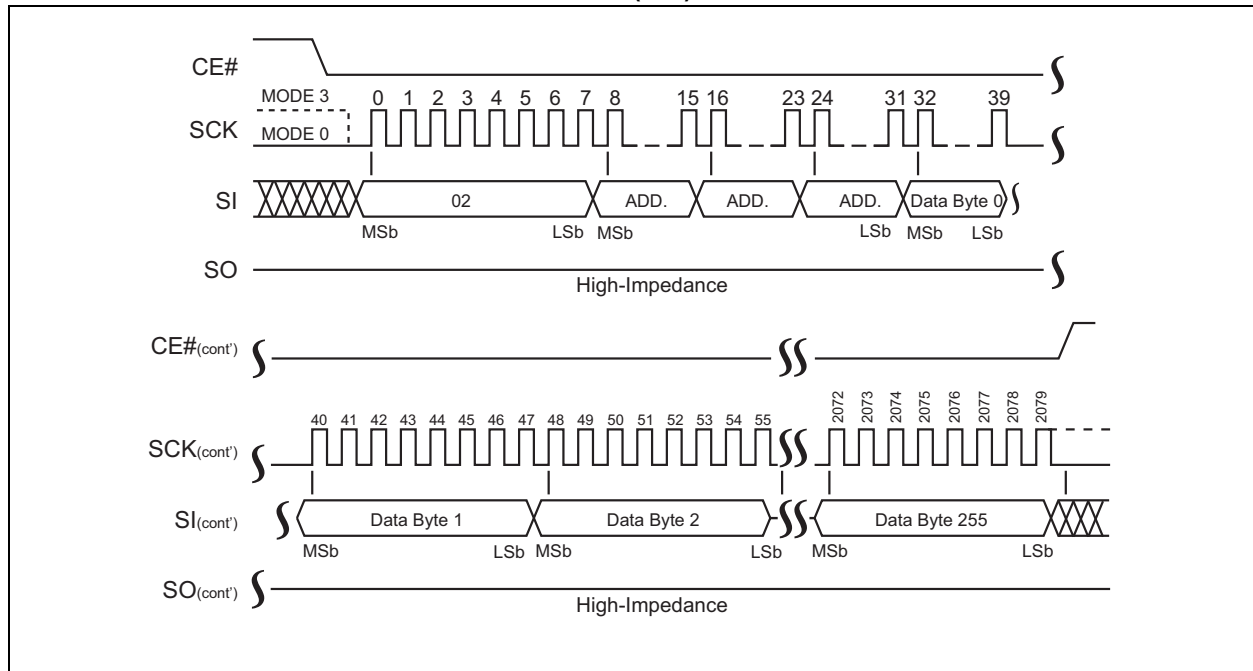 CE#
MODE 3
0 1 2 3 4 5 6 7 8 15 16 23 24 31 32 39
SCK
MODE 0
SI
02
ADD.
ADD.
ADD.
Data Byte 0
MSb LSb MSb LSb MSb LSb
SO
High-Impedance
CE#(cont')
40 41 42 43 44 45 46 47 48 49 50 51 52 53 54 55 2072 2073 2074 2075 2076 2077 2078 2079
SCK(cont')
SI(cont')
Data Byte 1
Data Byte 2
Data Byte 255
MSb LSb MSb LSb MSb LSb
SO(cont')
High-Impedance